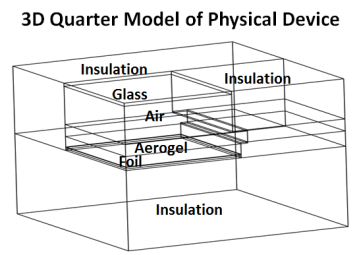 3D Quarter Model of Physical Device
Insulation
Insulation
Glass
Air
Aerogel
Foil
Insulation